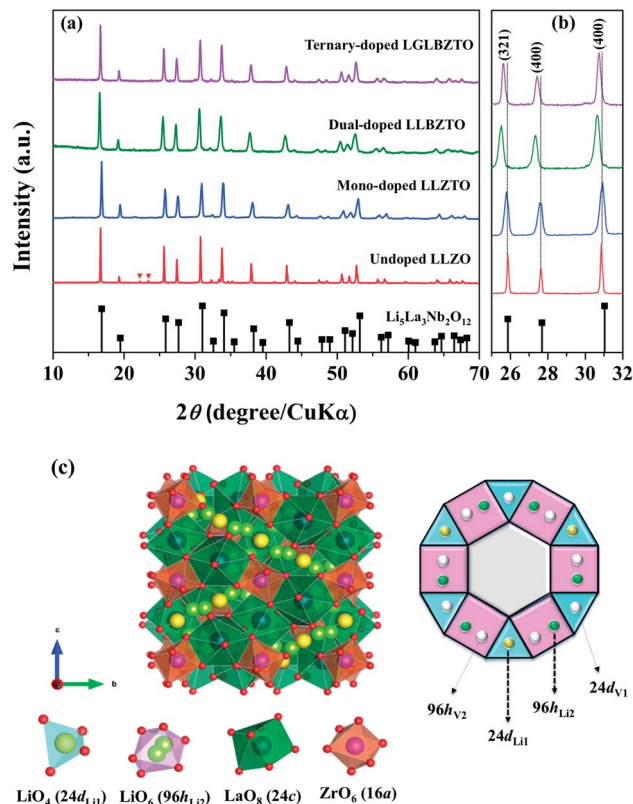 (a)
(b)
Ternary-doped LGLBZTO
Dual-doped LLBZTO
Mono-doped LLZTO
Undoped LLZO
Li5La3Nb2O12
Intensity (a.u.)
(321)
(400)
(400)
10 20 30 40 50 60 70
26 28 30 32
2θ (degree/CuKα)
(c)
c
b
LiO4 (24dLi1) LiO6 (96hLi2) LaO8 (24c) ZrO6 (16a)
96hV2
24dLi1
96hLi2
24dV1